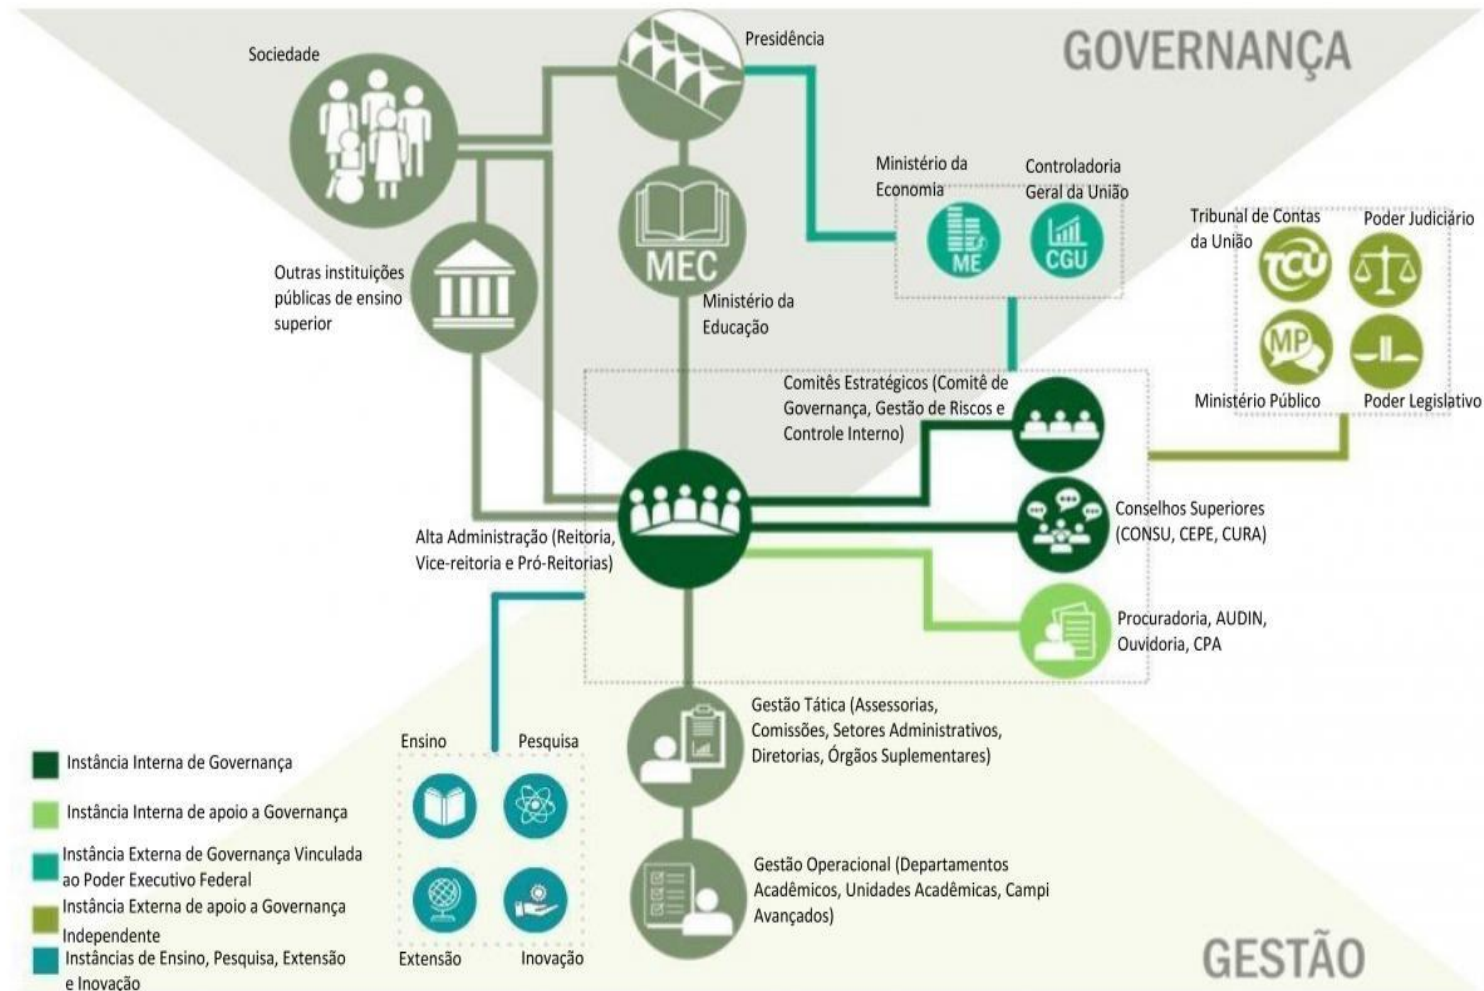 GOVERNANÇA
Presidência
Sociedade
Ministério da
Economia
Controladoria
Geral da União
ME
CGU
Tribunal de Contas
da União
Poder Judiciário
TCU
MP
Ministério Público
Poder Legislativo
MEC
Ministério da
Educação
Outras instituições
públicas de ensino
superior
Comitês Estratégicos (Comitê de
Governança, Gestão de Riscos e
Controle Interno)
Conselhos Superiores
(CONSU, CEPE, CURA)
Alta Administração (Reitoria,
Vice-reitoria e Pró-Reitorias)
Procuradoria, AUDIN,
Ouvidoria, CPA
Gestão Tática (Assessorias,
Comissões, Setores Administrativos,
Diretorias, Órgãos Suplementares)
Ensino
Pesquisa
Extensão
Inovação
Gestão Operacional (Departamentos
Acadêmicos, Unidades Acadêmicas, Campi
Avançados)
Instância Interna de Governança
Instância Interna de apoio a Governança
Instância Externa de Governança Vinculada
ao Poder Executivo Federal
Instância Externa de apoio a Governança
Independente
Instâncias de Ensino, Pesquisa, Extensão
e Inovação
GESTÃO